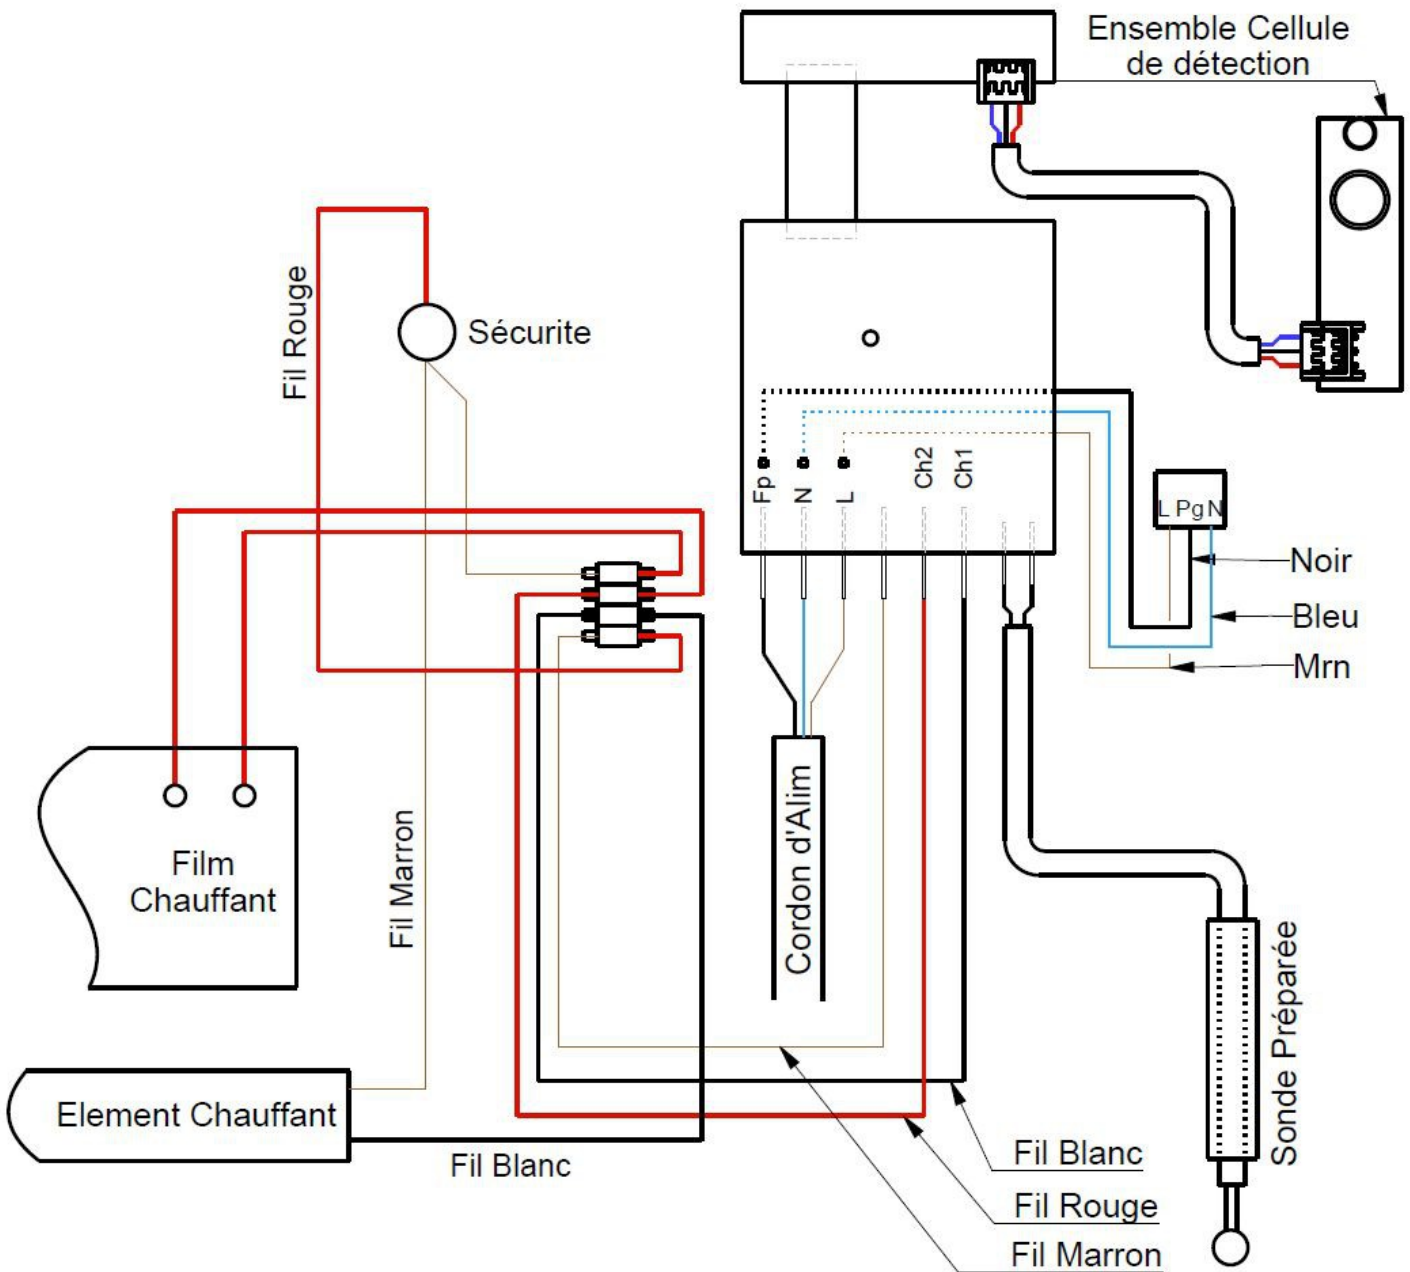 Ensemble Cellule
de détection
Fil Rouge
Sécurite
Fp
N
L
Ch2
Ch1
L Pg N
Noir
Bleu
Mrn
Film
Chauffant
Fil Marron
Cordon d'Alim
Sonde Préparée
Element Chauffant
Fil Blanc
Fil Blanc
Fil Rouge
Fil Marron